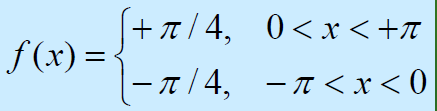 f(x) = { +π/4, 0 < x < +π
−π/4, −π < x < 0